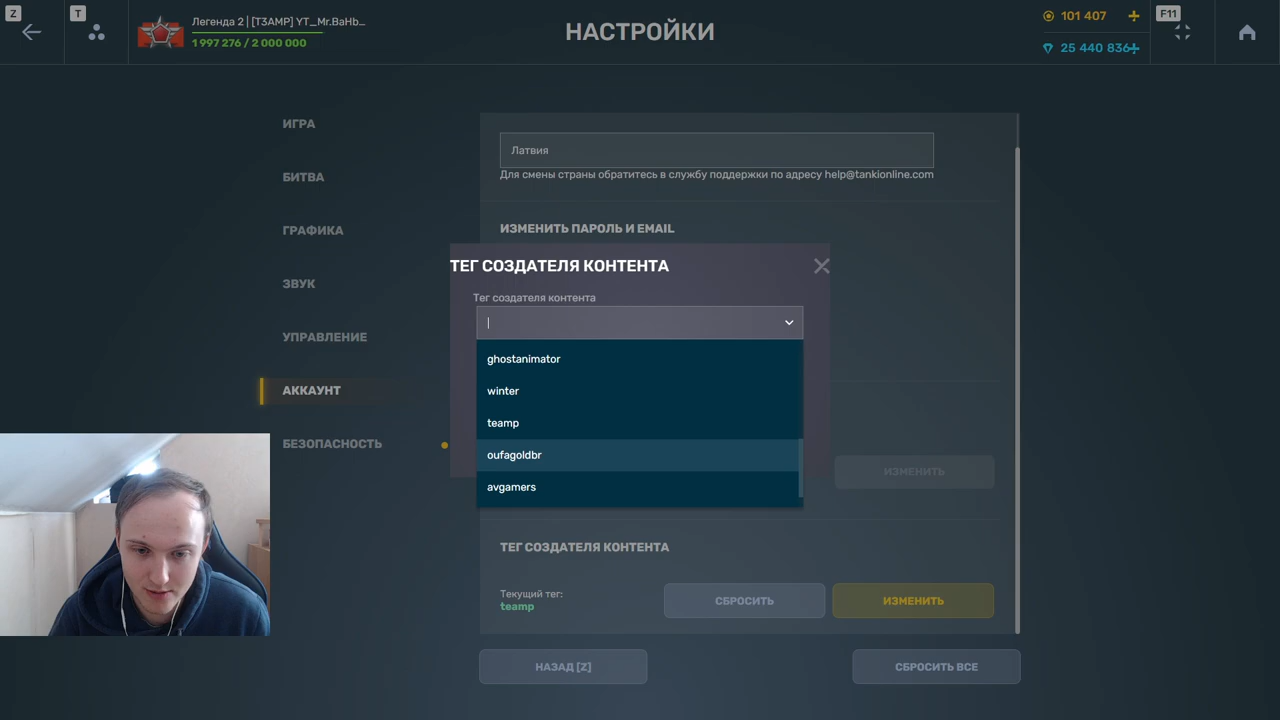 Z
T
Легенда 2 | [T3AMP] YT_Mr.BaHb...
1 997 276 / 2 000 000
НАСТРОЙКИ
101 407
25 440 836
F11
ИГРА
БИТВА
ГРАФИКА
ЗВУК
УПРАВЛЕНИЕ
АККАУНТ
БЕЗОПАСНОСТЬ
Латвия
Для смены страны обратитесь в службу поддержки по адресу help@tankionline.com
ИЗМЕНИТЬ ПАРОЛЬ И EMAIL
ТЕГ СОЗДАТЕЛЯ КОНТЕНТА
Тег создателя контента
ghostanimator
winter
teamp
oufagoldbr
avgamers
ИЗМЕНИТЬ
ТЕГ СОЗДАТЕЛЯ КОНТЕНТА
Текущий тег:
teamp
СБРОСИТЬ
ИЗМЕНИТЬ
НАЗАД [Z]
СБРОСИТЬ ВСЕ